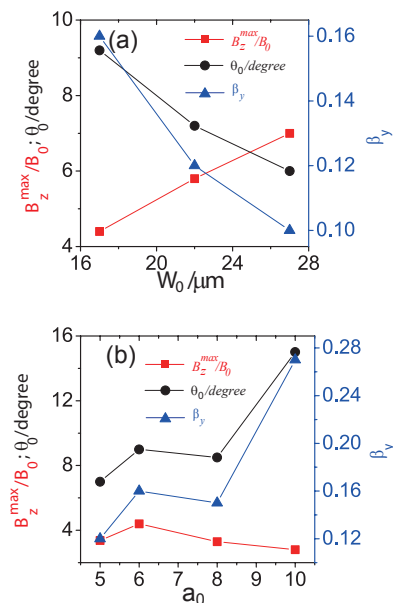 (a)
B_z^max/B_0
θ_0/degree
β_y
B_z^max/B_0; θ_0/degree
10
8
6
4
0.16
0.14
0.12
0.10
β_y
16 20 24 28
W_0/μm
(b)
B_z^max/B_0
θ_0/degree
β_y
B_z^max/B_0; θ_0/degree
16
12
8
4
0.28
0.24
0.20
0.16
0.12
β_y
5 6 7 8 9 10
a_0